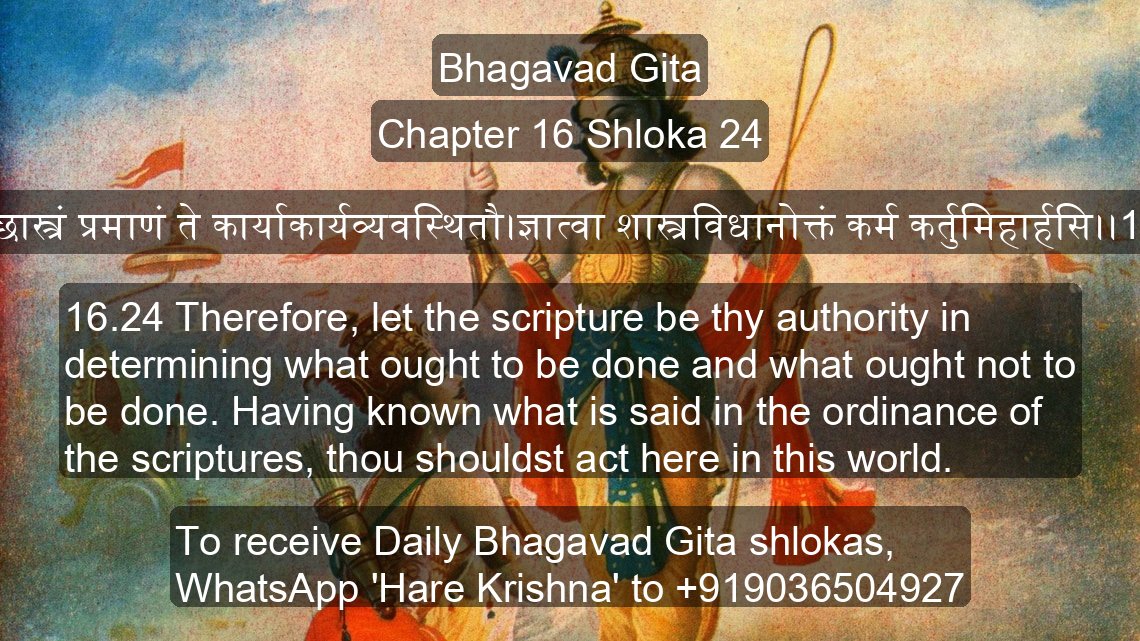 Bhagavad Gita
Chapter 16 Shloka 24
प्रमाणं ते कार्याकार्यव्यवस्थितौ।ज्ञात्वा शास्त्रविधानोक्तं कर्म कर्तुमिहार्हसि।।1
16.24 Therefore, let the scripture be thy authority in
determining what ought to be done and what ought not to
be done. Having known what is said in the ordinance of
the scriptures, thou shouldst act here in this world.
To receive Daily Bhagavad Gita shlokas,
WhatsApp 'Hare Krishna' to +919036504927